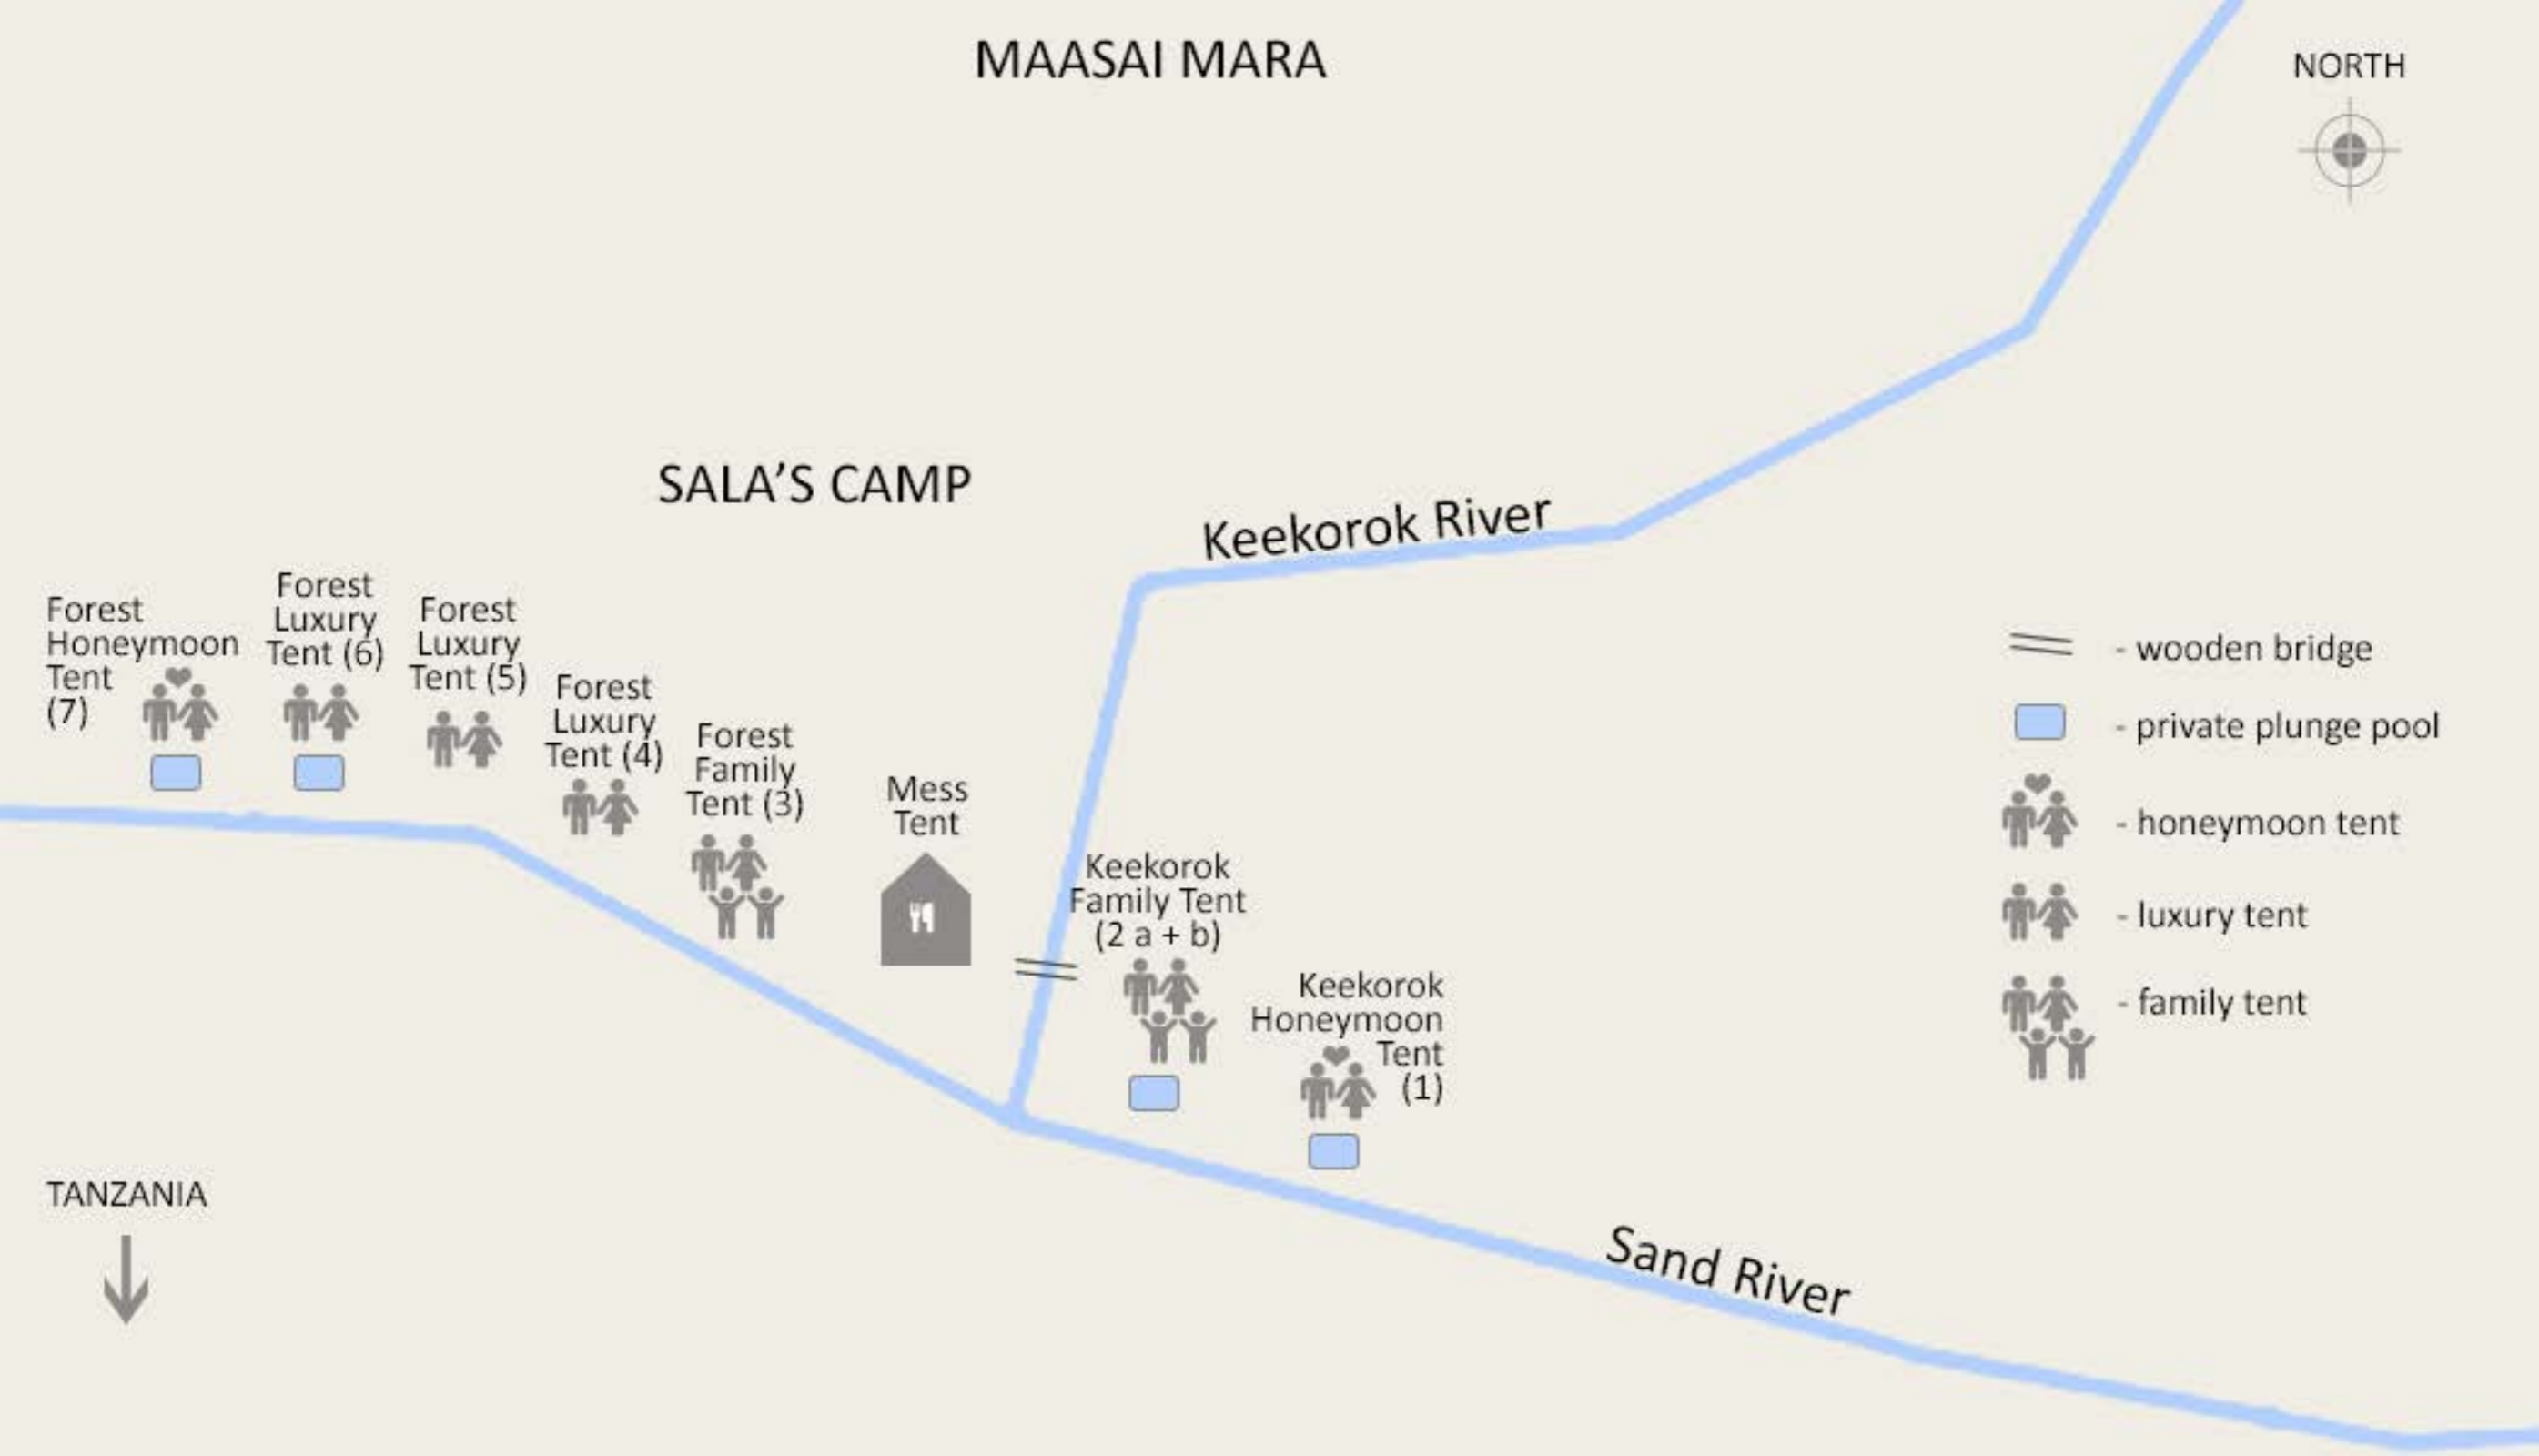 MAASAI MARA
NORTH
SALA'S CAMP
Keekorok River
Forest
Honeymoon
Tent
(7)
Forest
Luxury
Tent (6)
Forest
Luxury
Tent (5)
Forest
Luxury
Tent (4)
Forest
Family
Tent (3)
Mess
Tent
Keekorok
Family Tent
(2 a + b)
Keekorok
Honeymoon
Tent
(1)
- wooden bridge
- private plunge pool
- honeymoon tent
- luxury tent
- family tent
TANZANIA
Sand River